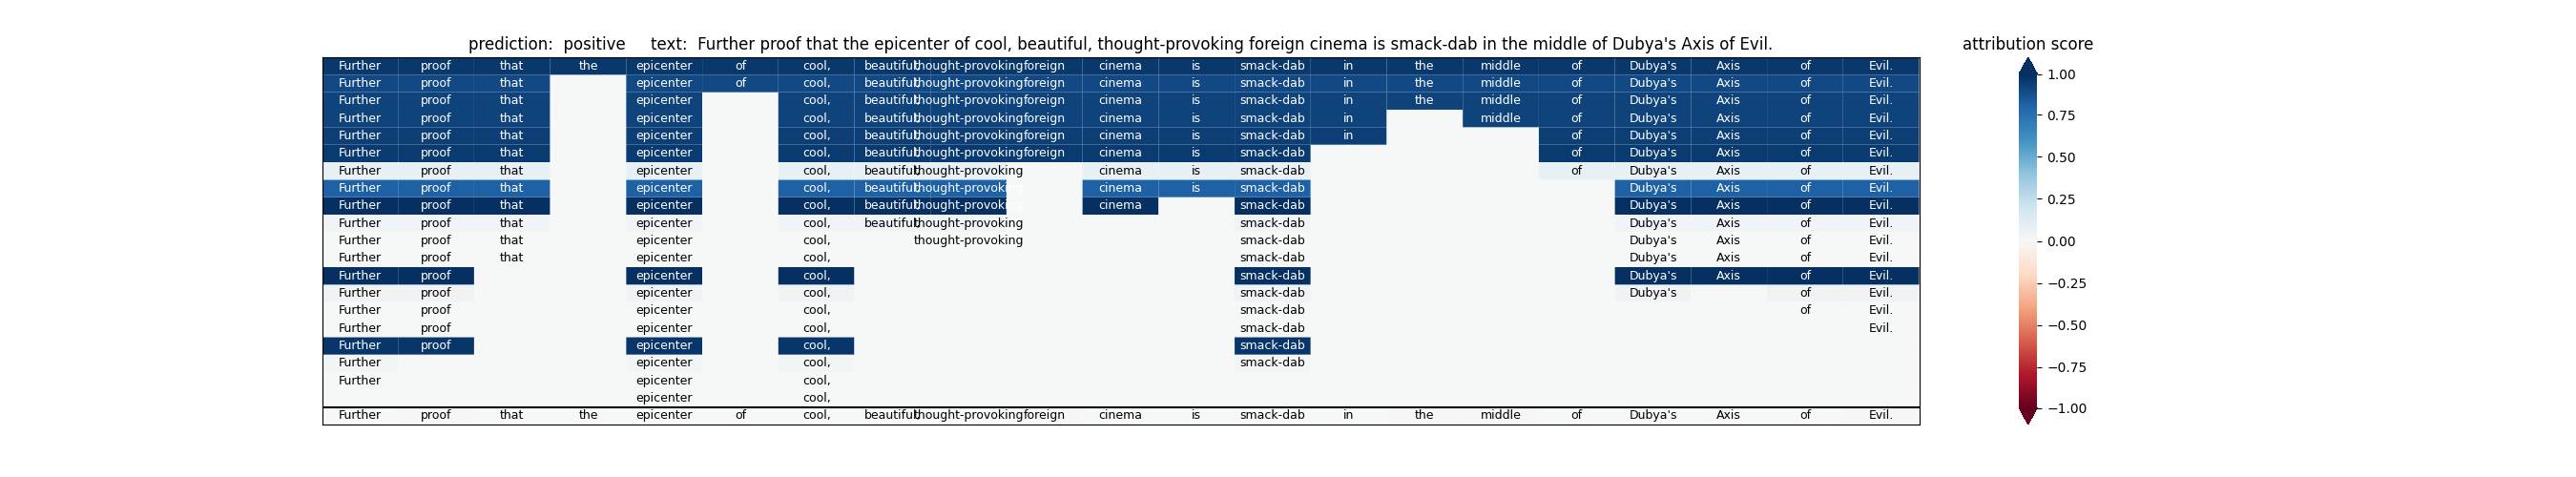 prediction: positive text: Further proof that the epicenter of cool, beautiful, thought-provoking foreign cinema is smack-dab in the middle of Dubya's Axis of Evil.
attribution score
Further proof that the epicenter of cool, beautiful, thought-provoking foreign cinema is smack-dab in the middle of Dubya's Axis of Evil.
Further proof that epicenter of cool, beautiful, thought-provoking foreign cinema is smack-dab in the middle of Dubya's Axis of Evil.
Further proof that epicenter cool, beautiful, thought-provoking foreign cinema is smack-dab in the middle of Dubya's Axis of Evil.
Further proof that epicenter cool, beautiful, thought-provoking foreign cinema is smack-dab in middle of Dubya's Axis of Evil.
Further proof that epicenter cool, beautiful, thought-provoking foreign cinema is smack-dab in of Dubya's Axis of Evil.
Further proof that epicenter cool, beautiful, thought-provoking foreign cinema is smack-dab of Dubya's Axis of Evil.
Further proof that epicenter cool, beautiful, thought-provoking cinema is smack-dab of Dubya's Axis of Evil.
Further proof that epicenter cool, beautiful, thought-provoking cinema is smack-dab Dubya's Axis of Evil.
Further proof that epicenter cool, beautiful, thought-provoking cinema smack-dab Dubya's Axis of Evil.
Further proof that epicenter cool, beautiful, thought-provoking smack-dab Dubya's Axis of Evil.
Further proof that epicenter cool, thought-provoking smack-dab Dubya's Axis of Evil.
Further proof that epicenter cool, smack-dab Dubya's Axis of Evil.
Further proof epicenter cool, smack-dab Dubya's Axis of Evil.
Further proof epicenter cool, smack-dab Dubya's of Evil.
Further proof epicenter cool, smack-dab of Evil.
Further proof epicenter cool, smack-dab Evil.
Further proof epicenter cool, smack-dab
Further epicenter cool, smack-dab
Further epicenter cool,
epicenter cool,
Further proof that the epicenter of cool, beautiful, thought-provoking foreign cinema is smack-dab in the middle of Dubya's Axis of Evil.
1.00
0.75
0.50
0.25
0.00
−0.25
−0.50
−0.75
−1.00